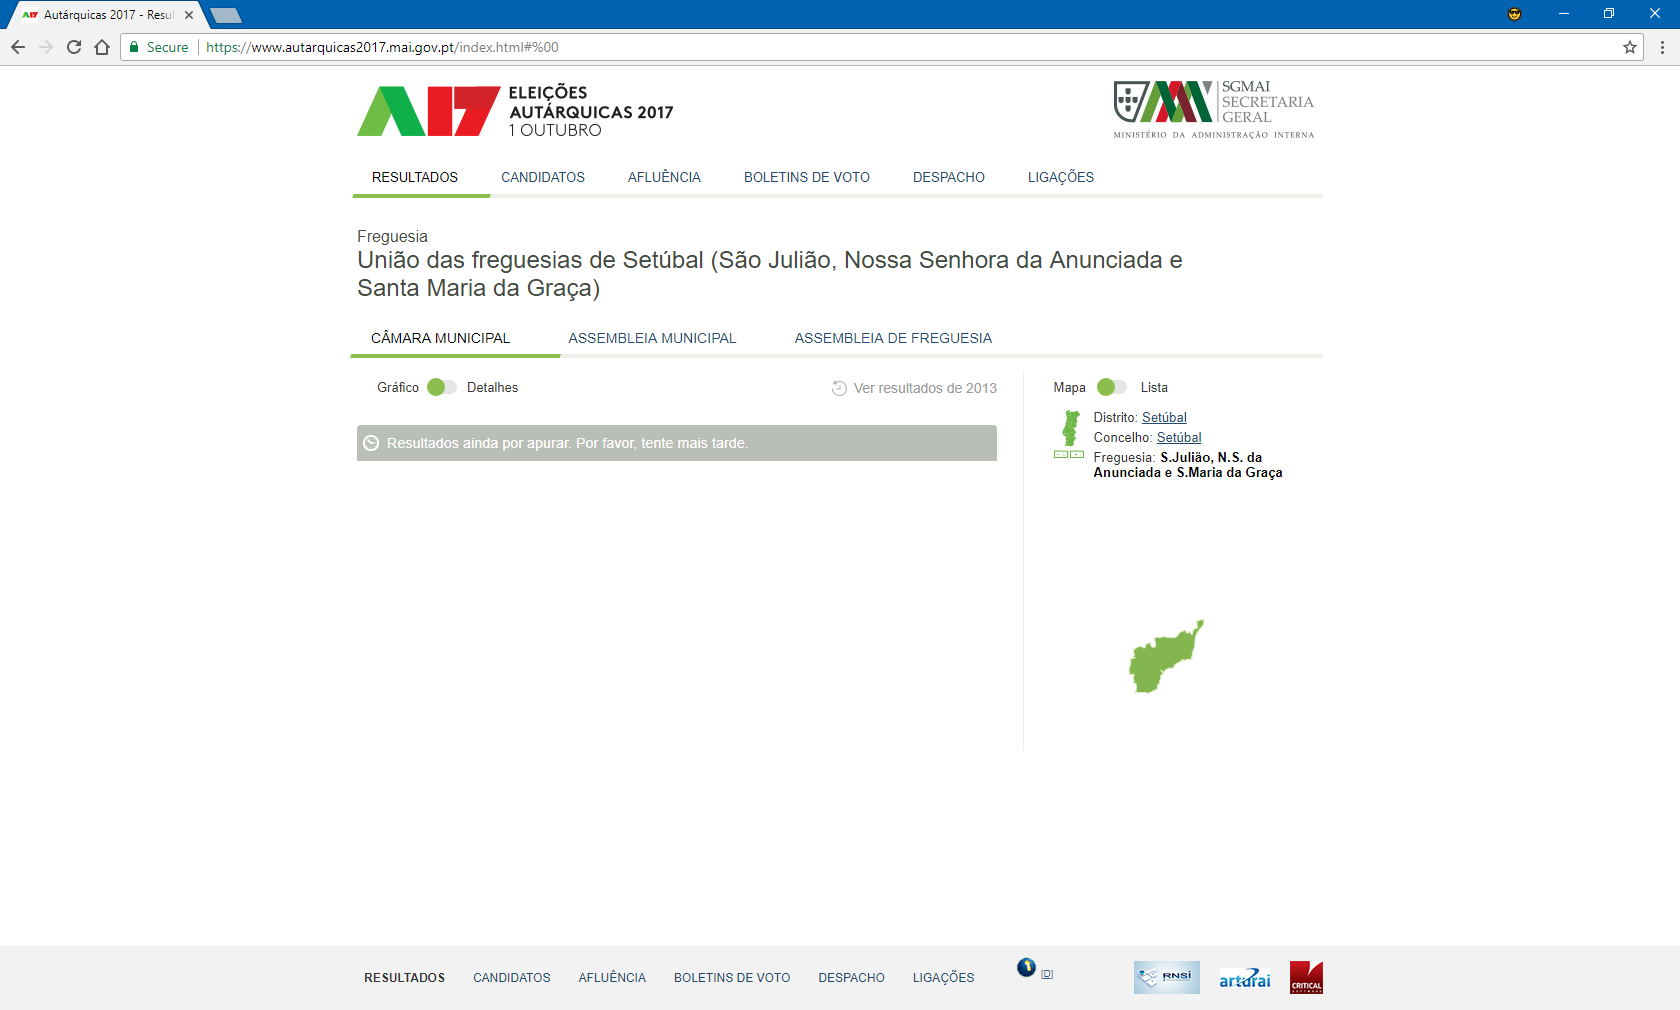 Autárquicas 2017 - Resul
Secure
https://www.autarquicas2017.mai.gov.pt/index.html#%00
A17
ELEIÇÕES
AUTÁRQUICAS 2017
1 OUTUBRO
SGMAI
SECRETARIA
GERAL
MINISTÉRIO DA ADMINISTRAÇÃO INTERNA
RESULTADOS CANDIDATOS AFLUÊNCIA BOLETINS DE VOTO DESPACHO LIGAÇÕES
Freguesia
União das freguesias de Setúbal (São Julião, Nossa Senhora da Anunciada e
Santa Maria da Graça)
CÂMARA MUNICIPAL ASSEMBLEIA MUNICIPAL ASSEMBLEIA DE FREGUESIA
Gráfico Detalhes Ver resultados de 2013
Resultados ainda por apurar. Por favor, tente mais tarde.
Mapa Lista
Distrito: Setúbal
Concelho: Setúbal
Freguesia: S.Julião, N.S. da
Anunciada e S.Maria da Graça
RESULTADOS CANDIDATOS AFLUÊNCIA BOLETINS DE VOTO DESPACHO LIGAÇÕES [D]
RNSI
arturai
CRITICAL
SOFTWARE